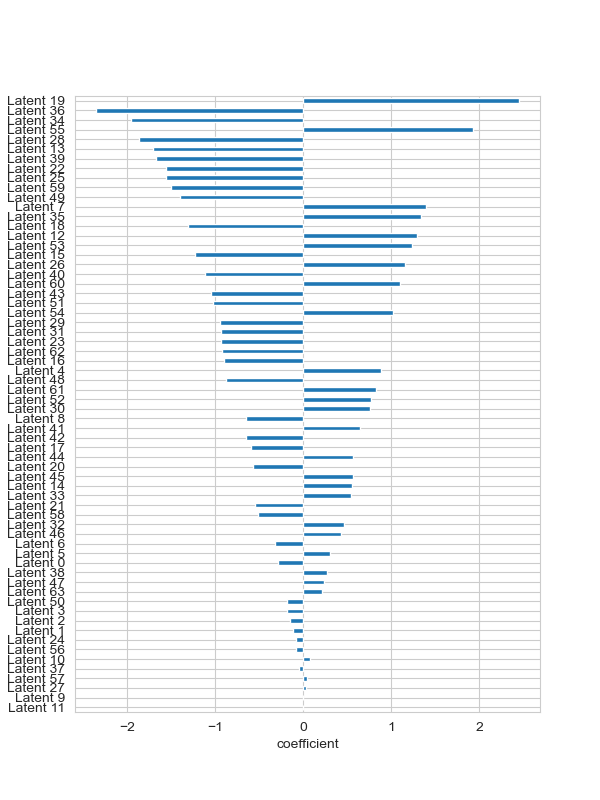 Latent 19
Latent 36
Latent 34
Latent 55
Latent 28
Latent 13
Latent 39
Latent 22
Latent 25
Latent 59
Latent 49
Latent 7
Latent 35
Latent 18
Latent 12
Latent 53
Latent 15
Latent 26
Latent 40
Latent 60
Latent 43
Latent 51
Latent 54
Latent 29
Latent 31
Latent 23
Latent 62
Latent 16
Latent 4
Latent 48
Latent 61
Latent 52
Latent 30
Latent 8
Latent 41
Latent 42
Latent 17
Latent 44
Latent 20
Latent 45
Latent 14
Latent 33
Latent 21
Latent 58
Latent 32
Latent 46
Latent 6
Latent 5
Latent 0
Latent 38
Latent 47
Latent 63
Latent 50
Latent 3
Latent 2
Latent 1
Latent 24
Latent 56
Latent 10
Latent 37
Latent 57
Latent 27
Latent 9
Latent 11
−2 −1 0 1 2
coefficient